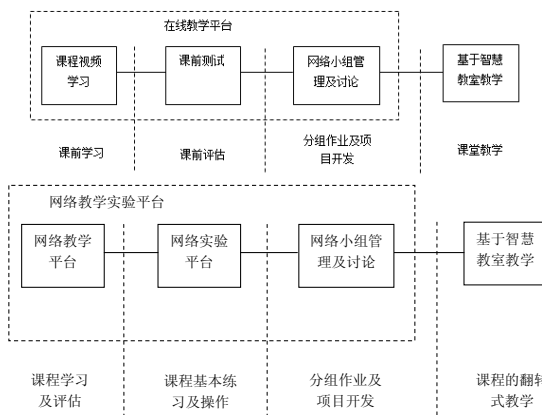 在线教学平台
课程视频
学习
课前测试
网络小组管
理及讨论
基于智慧
教室教学
课前学习
课前评估
分组作业及项
目开发
课堂教学
网络教学实验平台
网络教学
平台
网络实验
平台
网络小组管
理及讨论
基于智慧
教室教学
课程学习
及评估
课程基本练
习及操作
分组作业及
项目开发
课程的翻转
式教学